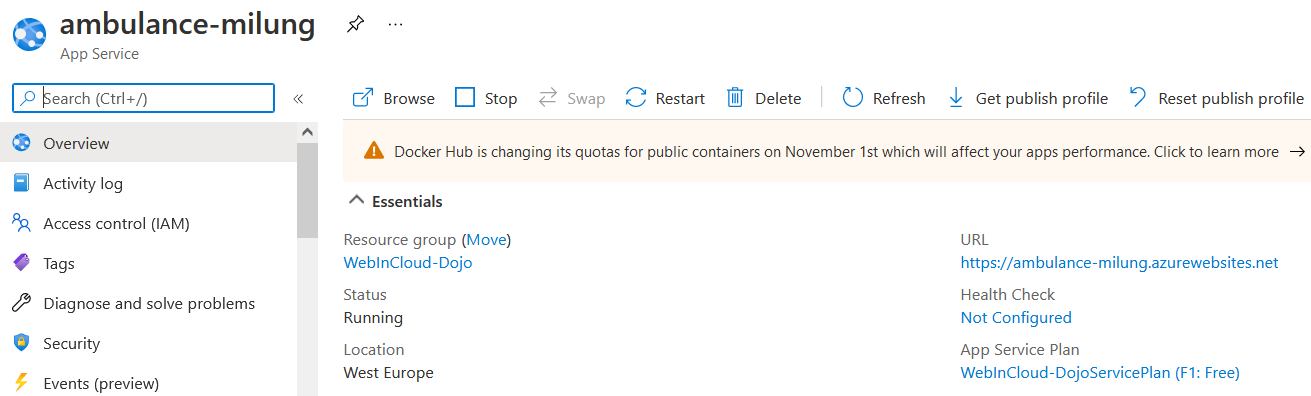 ambulance-milung
App Service
Search (Ctrl+/)
Overview
Activity log
Access control (IAM)
Tags
Diagnose and solve problems
Security
Events (preview)
Browse Stop Swap Restart Delete Refresh Get publish profile Reset publish profile
Docker Hub is changing its quotas for public containers on November 1st which will affect your apps performance. Click to learn more
Essentials
Resource group (Move)
WebInCloud-Dojo
Status
Running
Location
West Europe
URL
https://ambulance-milung.azurewebsites.net
Health Check
Not Configured
App Service Plan
WebInCloud-DojoServicePlan (F1: Free)